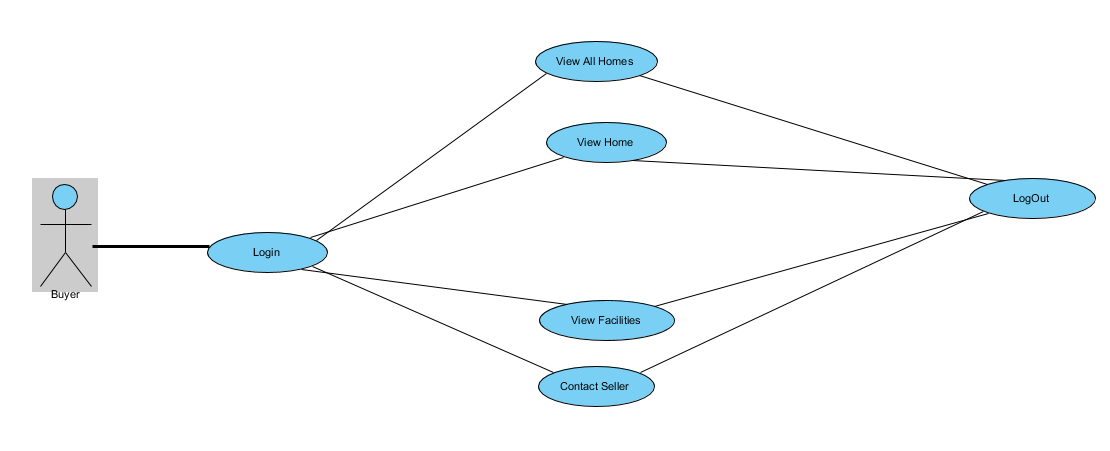 View All Homes
View Home
LogOut
Login
Buyer
View Facilities
Contact Seller